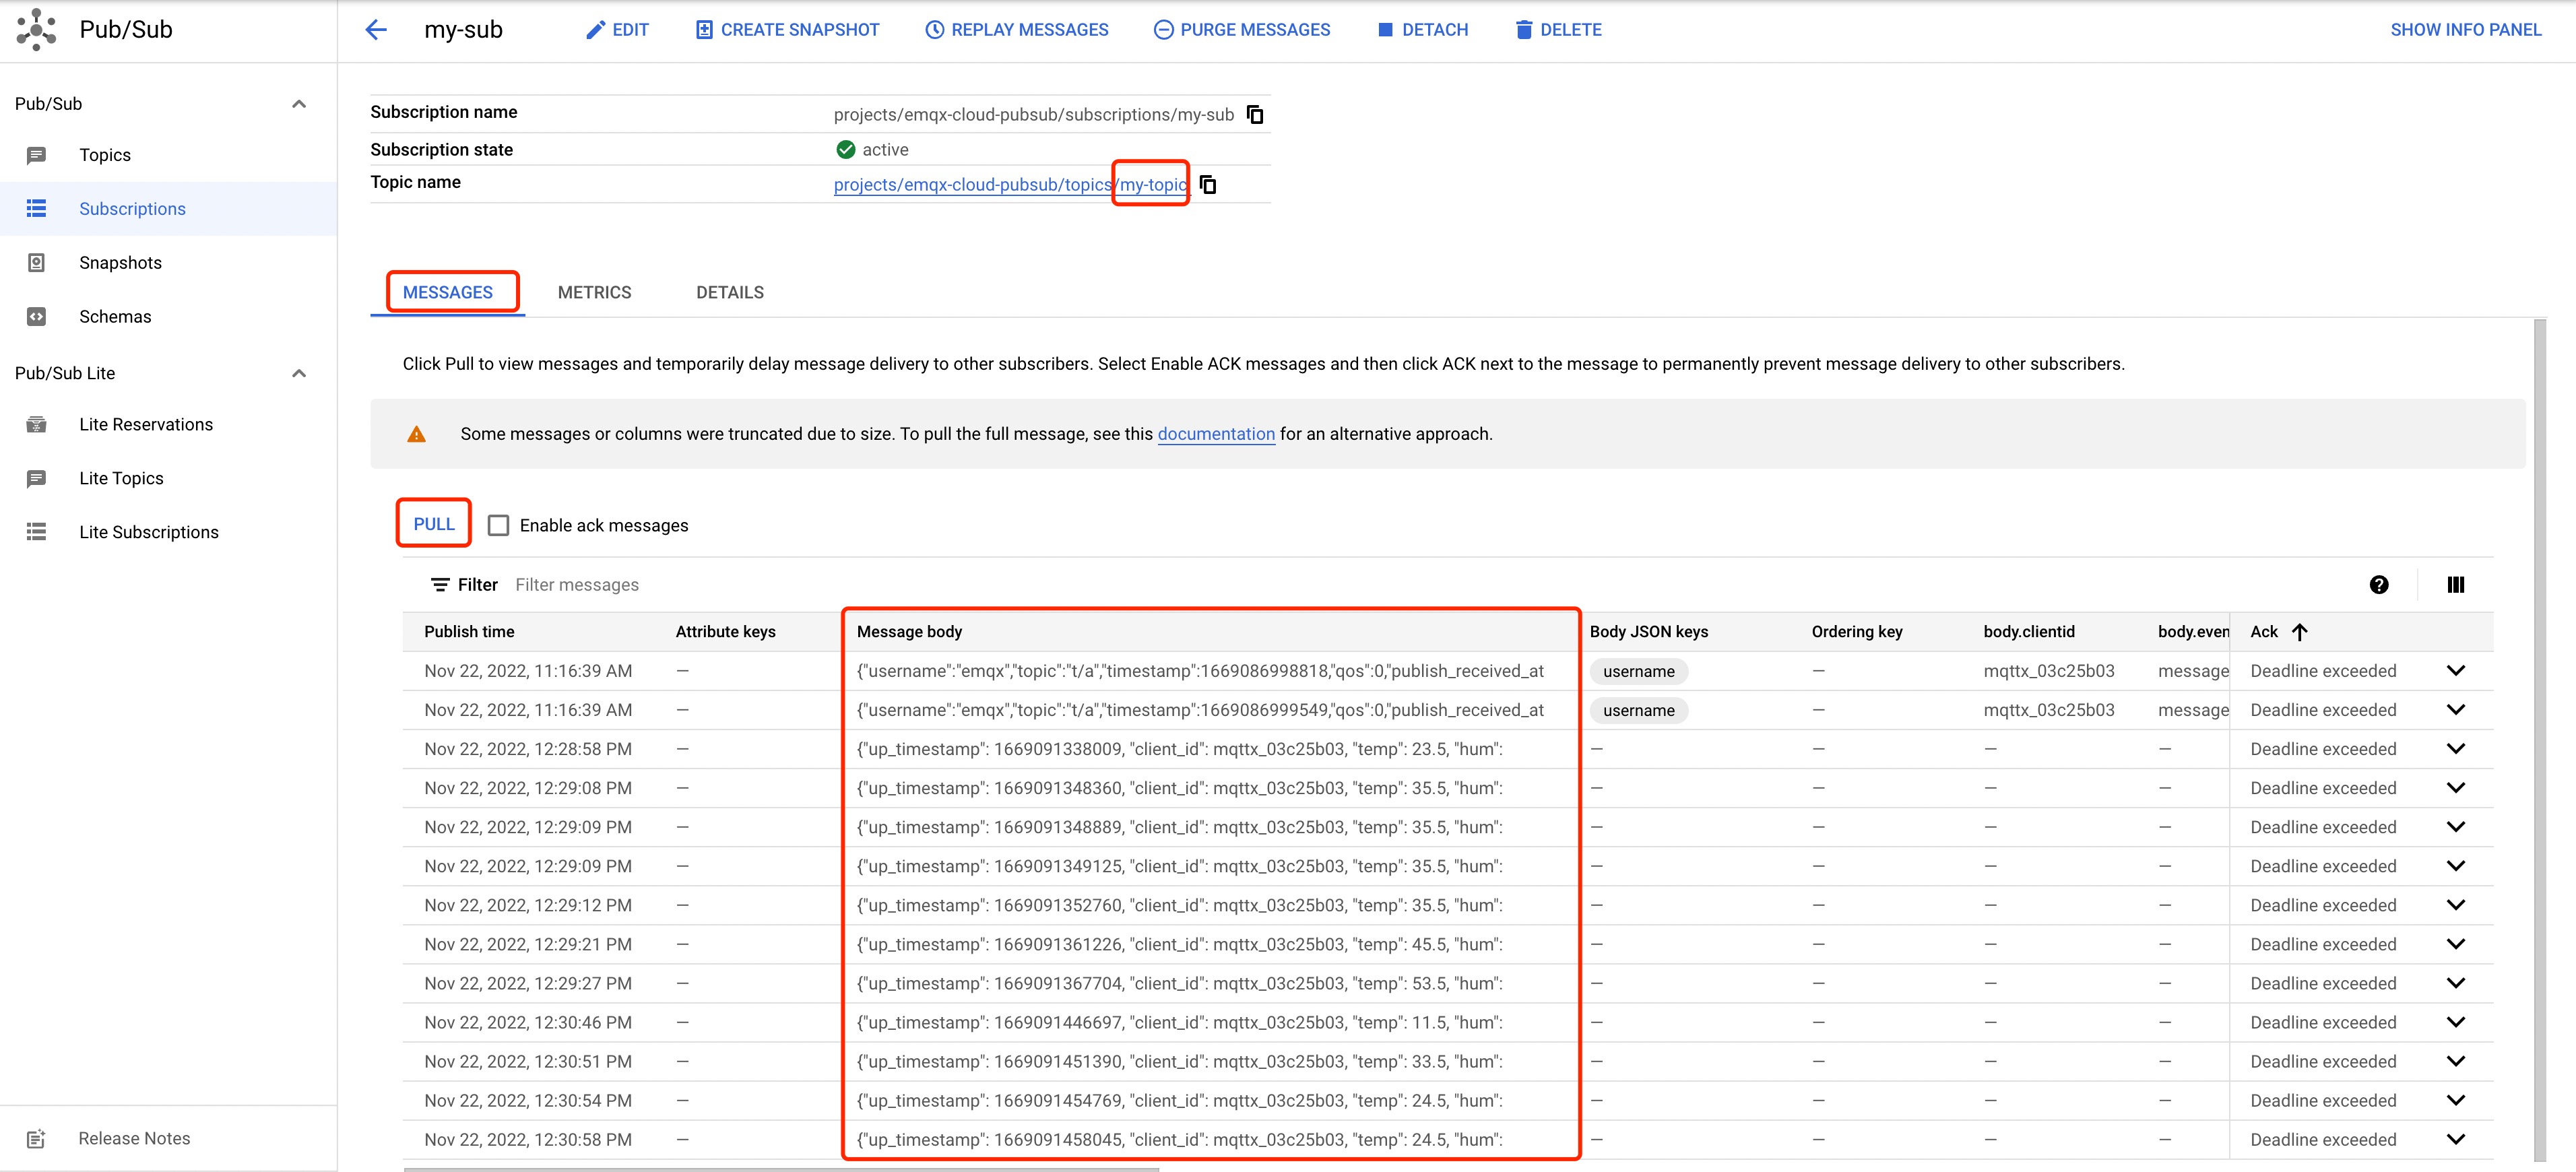 Pub/Sub
my-sub
EDIT
CREATE SNAPSHOT
REPLAY MESSAGES
PURGE MESSAGES
DETACH
DELETE
SHOW INFO PANEL
Pub/Sub
Topics
Subscriptions
Snapshots
Schemas
Pub/Sub Lite
Lite Reservations
Lite Topics
Lite Subscriptions
Release Notes
Subscription name projects/emqx-cloud-pubsub/subscriptions/my-sub
Subscription state active
Topic name projects/emqx-cloud-pubsub/topics/my-topic
MESSAGES METRICS DETAILS
Click Pull to view messages and temporarily delay message delivery to other subscribers. Select Enable ACK messages and then click ACK next to the message to permanently prevent message delivery to other subscribers.
Some messages or columns were truncated due to size. To pull the full message, see this documentation for an alternative approach.
PULL Enable ack messages
Filter Filter messages
Publish time Attribute keys Message body Body JSON keys Ordering key body.clientid body.even Ack
Nov 22, 2022, 11:16:39 AM — {"username":"emqx","topic":"t/a","timestamp":1669086998818,"qos":0,"publish_received_at username — mqttx_03c25b03 message Deadline exceeded
Nov 22, 2022, 11:16:39 AM — {"username":"emqx","topic":"t/a","timestamp":1669086999549,"qos":0,"publish_received_at username — mqttx_03c25b03 message Deadline exceeded
Nov 22, 2022, 12:28:58 PM — {"up_timestamp": 1669091338009, "client_id": mqttx_03c25b03, "temp": 23.5, "hum": — — — — Deadline exceeded
Nov 22, 2022, 12:29:08 PM — {"up_timestamp": 1669091348360, "client_id": mqttx_03c25b03, "temp": 35.5, "hum": — — — — Deadline exceeded
Nov 22, 2022, 12:29:09 PM — {"up_timestamp": 1669091348889, "client_id": mqttx_03c25b03, "temp": 35.5, "hum": — — — — Deadline exceeded
Nov 22, 2022, 12:29:09 PM — {"up_timestamp": 1669091349125, "client_id": mqttx_03c25b03, "temp": 35.5, "hum": — — — — Deadline exceeded
Nov 22, 2022, 12:29:12 PM — {"up_timestamp": 1669091352760, "client_id": mqttx_03c25b03, "temp": 35.5, "hum": — — — — Deadline exceeded
Nov 22, 2022, 12:29:21 PM — {"up_timestamp": 1669091361226, "client_id": mqttx_03c25b03, "temp": 45.5, "hum": — — — — Deadline exceeded
Nov 22, 2022, 12:29:27 PM — {"up_timestamp": 1669091367704, "client_id": mqttx_03c25b03, "temp": 53.5, "hum": — — — — Deadline exceeded
Nov 22, 2022, 12:30:46 PM — {"up_timestamp": 1669091446697, "client_id": mqttx_03c25b03, "temp": 11.5, "hum": — — — — Deadline exceeded
Nov 22, 2022, 12:30:51 PM — {"up_timestamp": 1669091451390, "client_id": mqttx_03c25b03, "temp": 33.5, "hum": — — — — Deadline exceeded
Nov 22, 2022, 12:30:54 PM — {"up_timestamp": 1669091454769, "client_id": mqttx_03c25b03, "temp": 24.5, "hum": — — — — Deadline exceeded
Nov 22, 2022, 12:30:58 PM — {"up_timestamp": 1669091458045, "client_id": mqttx_03c25b03, "temp": 24.5, "hum": — — — — Deadline exceeded